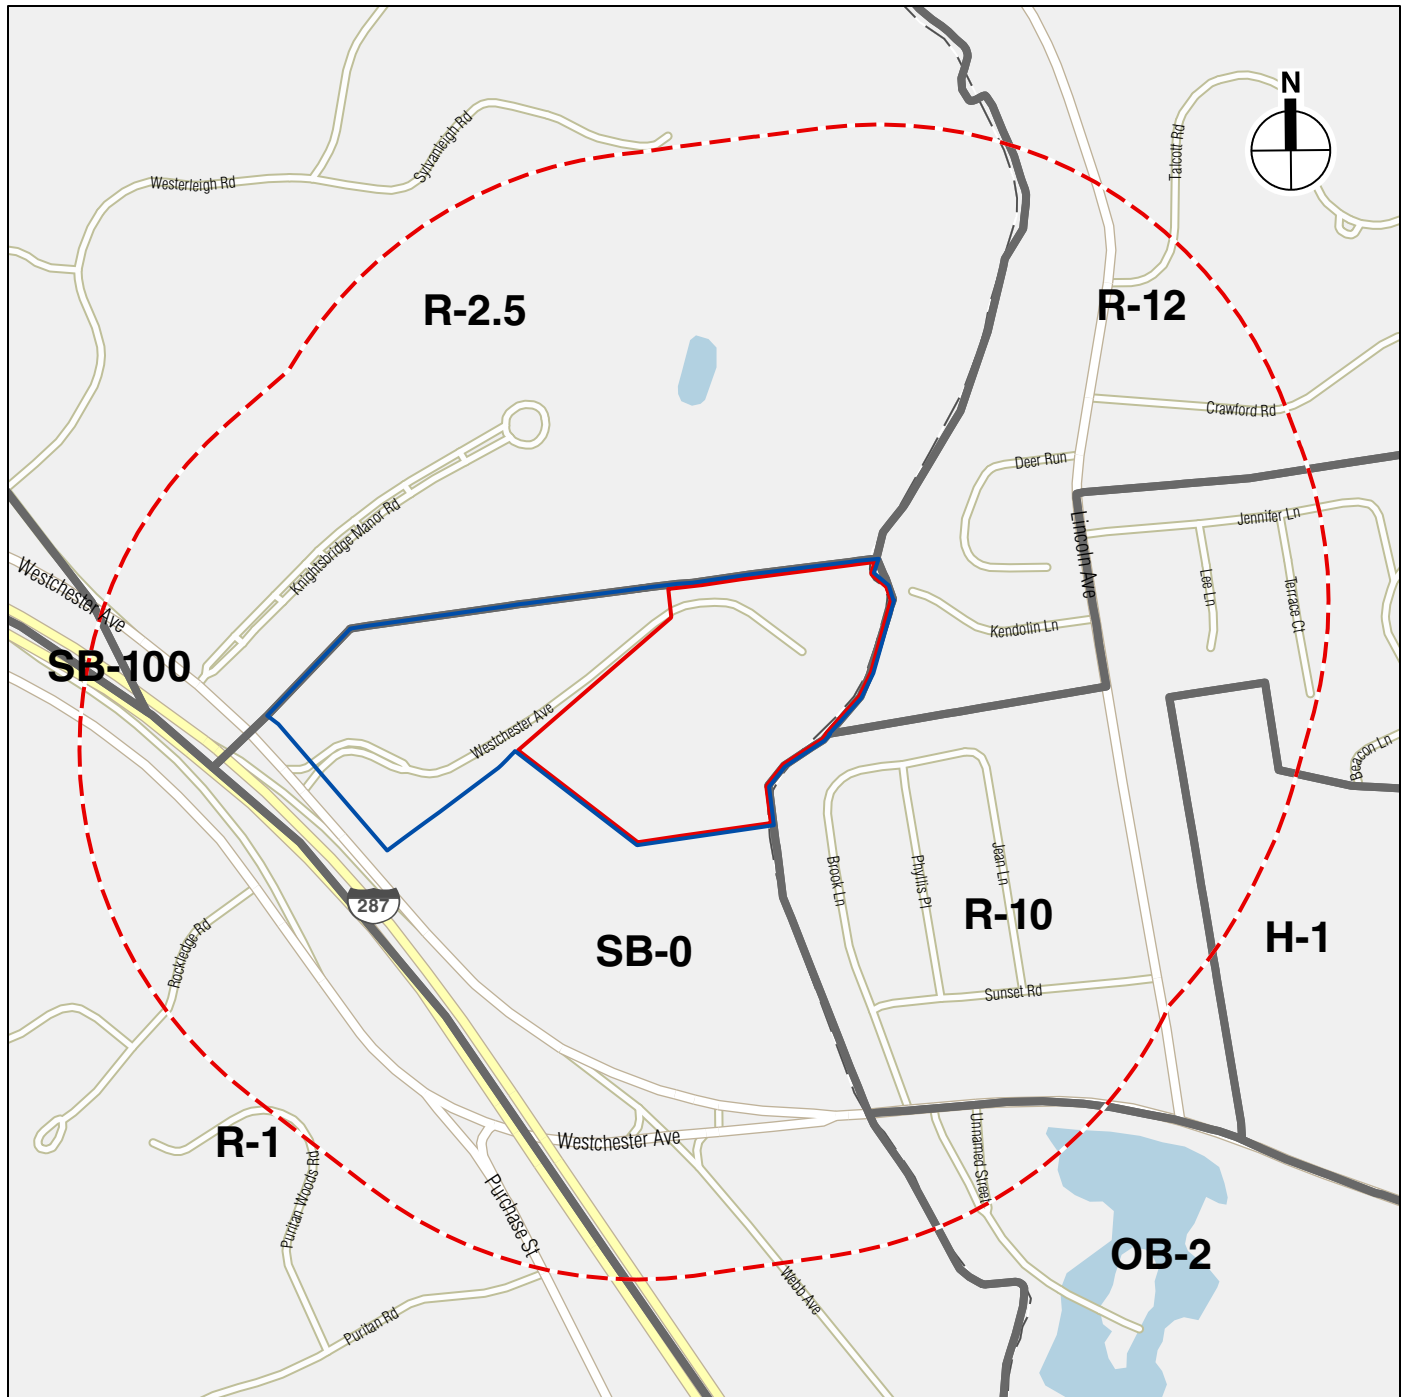 N
Sylvanleigh Rd
Talcott Rd
Westerleigh Rd
R-2.5
R-12
Crawford Rd
Deer Run
Knightsbridge Manor Rd
Lincoln Ave
Jennifer Ln
Westchester Ave
Lee Ln
Terrace Ct
Kendolin Ln
SB-100
Westchester Ave
Beacon Ln
Brook Ln
Phyllis Pl
Jean Ln
287
R-10
H-1
Rockledge Rd
SB-0
Sunset Rd
R-1
Westchester Ave
Unnamed Street
Puritan Woods Rd
Purchase St
OB-2
Webb Ave
Puritan Rd